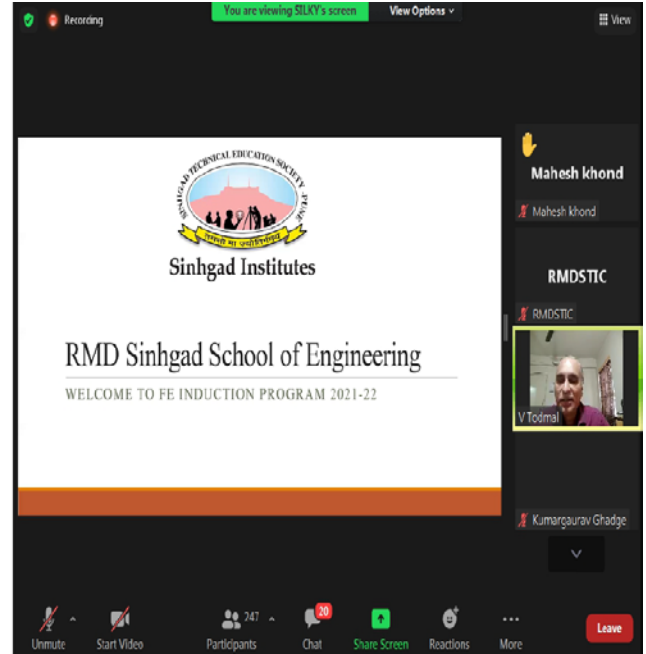 Recording
You are viewing SILKY's screen
View Options
View
SINHGAD TECHNICAL EDUCATION SOCIETY PUNE
तमसो मा ज्योतिर्गमय
Sinhgad Institutes
RMD Sinhgad School of Engineering
WELCOME TO FE INDUCTION PROGRAM 2021-22
Mahesh khond
Mahesh khond
RMDSTIC
RMDSTIC
V Todmal
Kumargaurav Ghadge
Unmute
Start Video
247
Participants
20
Chat
Share Screen
Reactions
More
Leave